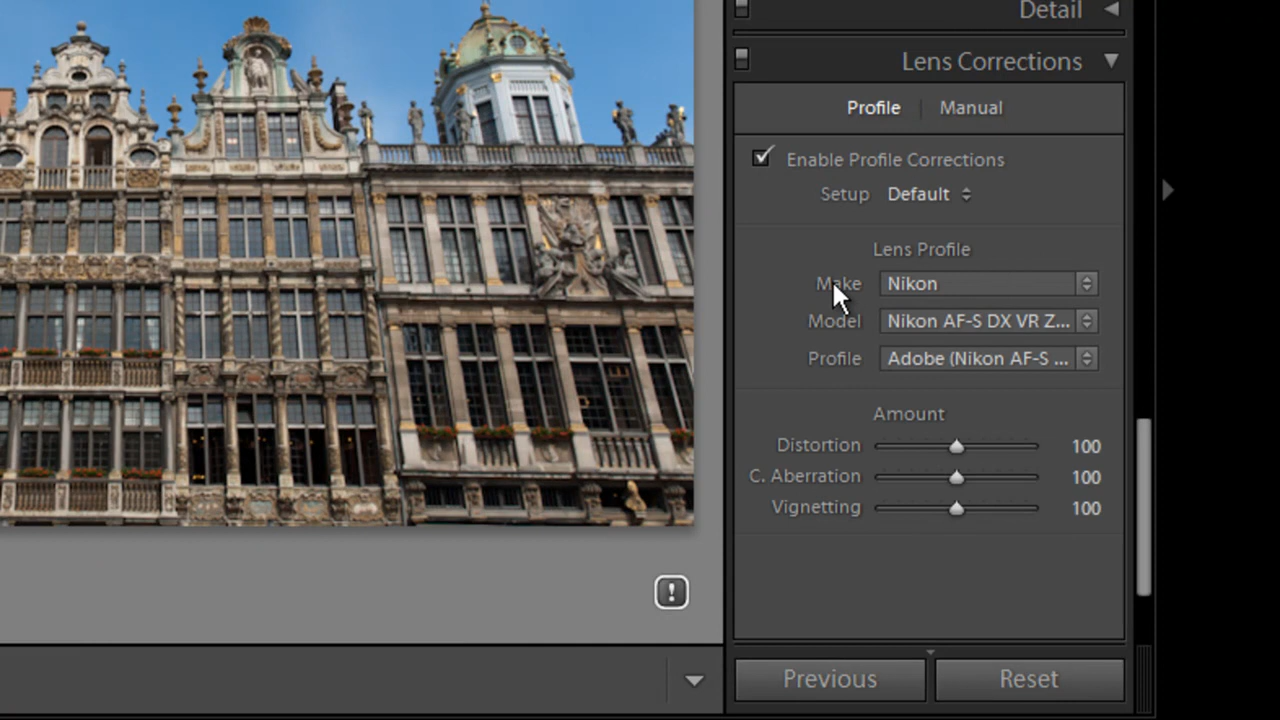 Detail
Lens Corrections
Profile | Manual
Enable Profile Corrections
Setup Default
Lens Profile
Make Nikon
Model Nikon AF-S DX VR Z...
Profile Adobe (Nikon AF-S ...
Amount
Distortion 100
C. Aberration 100
Vignetting 100
!
Previous Reset